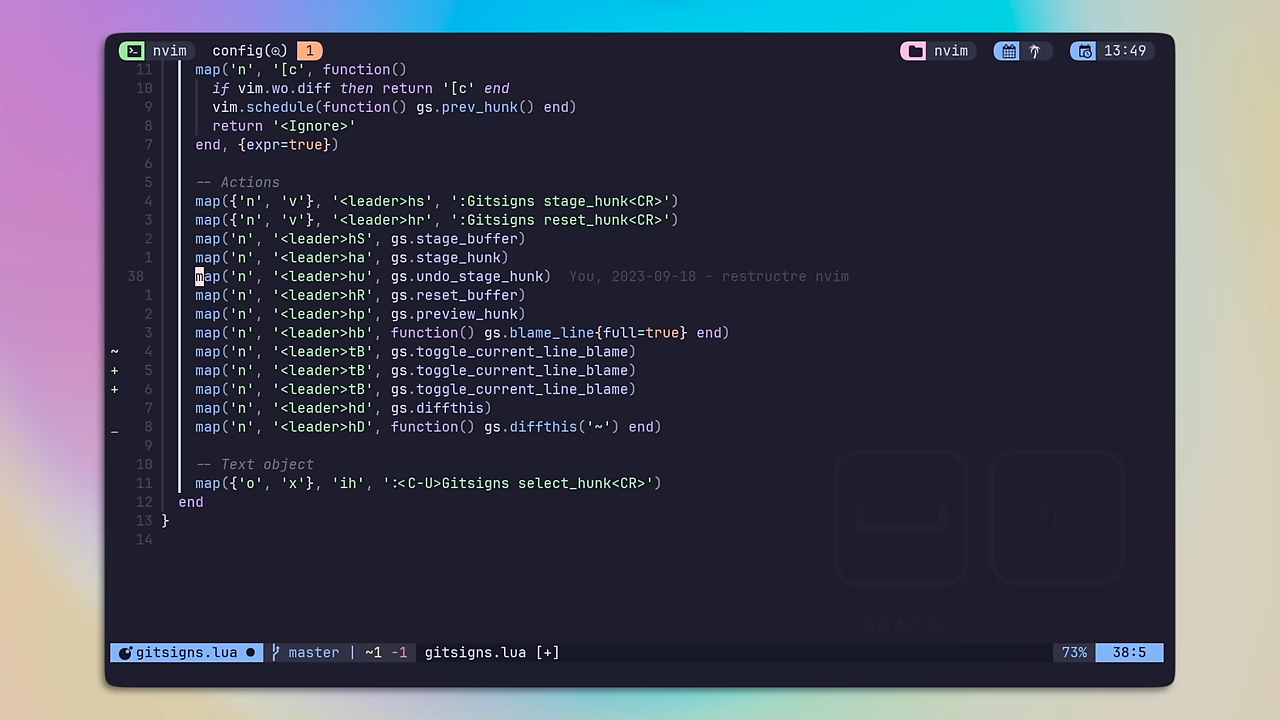 nvim config 1 nvim 13:49
11 map('n', '[c', function()
10 if vim.wo.diff then return '[c' end
9 vim.schedule(function() gs.prev_hunk() end)
8 return '<Ignore>'
7 end, {expr=true})
6
5 -- Actions
4 map({'n', 'v'}, '<leader>hs', ':Gitsigns stage_hunk<CR>')
3 map({'n', 'v'}, '<leader>hr', ':Gitsigns reset_hunk<CR>')
2 map('n', '<leader>hS', gs.stage_buffer)
1 map('n', '<leader>ha', gs.stage_hunk)
38 map('n', '<leader>hu', gs.undo_stage_hunk) You, 2023-09-18 - restructre nvim
1 map('n', '<leader>hR', gs.reset_buffer)
2 map('n', '<leader>hp', gs.preview_hunk)
3 map('n', '<leader>hb', function() gs.blame_line{full=true} end)
~ 4 map('n', '<leader>tB', gs.toggle_current_line_blame)
+ 5 map('n', '<leader>tB', gs.toggle_current_line_blame)
+ 6 map('n', '<leader>tB', gs.toggle_current_line_blame)
7 map('n', '<leader>hd', gs.diffthis)
_ 8 map('n', '<leader>hD', function() gs.diffthis('~') end)
9
10 -- Text object
11 map({'o', 'x'}, 'ih', ':<C-U>Gitsigns select_hunk<CR>')
12 end
13 }
14
SPACE
gitsigns.lua ● master | ~1 -1 gitsigns.lua [+] 73% 38:5